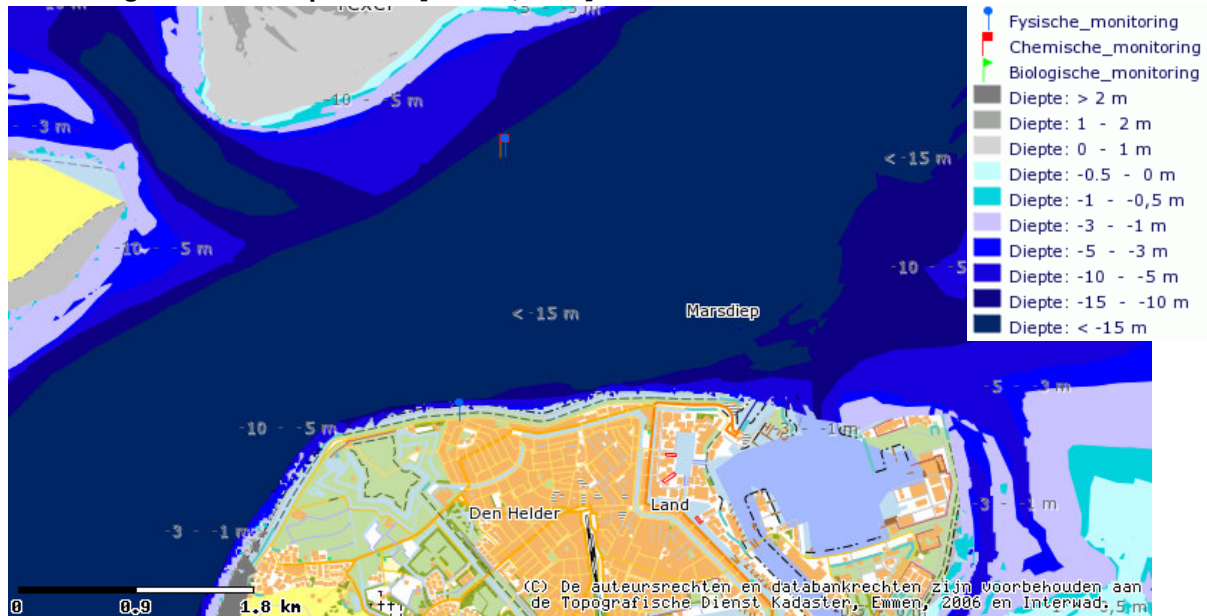 Texel
-5 - -3 m
-10 - -5 m
-3 m
< -15 m
-10 - -5 m
-10 - -5
< -15 m
Marsdiep
-5 - -3 m
-10 - -5 m
-3 - -1 m
Den Helder
Land
-3 - -1 m
-3 - -1 m
0 0.9 1.8 km
(C) De auteursrechten en databankrechten zijn voorbehouden aan
de Topografische Dienst Kadaster, Emmen, 2006 en Interwad.
,5 m
Fysische_monitoring
Chemische_monitoring
Biologische_monitoring
Diepte: > 2 m
Diepte: 1 - 2 m
Diepte: 0 - 1 m
Diepte: -0.5 - 0 m
Diepte: -1 - -0,5 m
Diepte: -3 - -1 m
Diepte: -5 - -3 m
Diepte: -10 - -5 m
Diepte: -15 - -10 m
Diepte: < -15 m